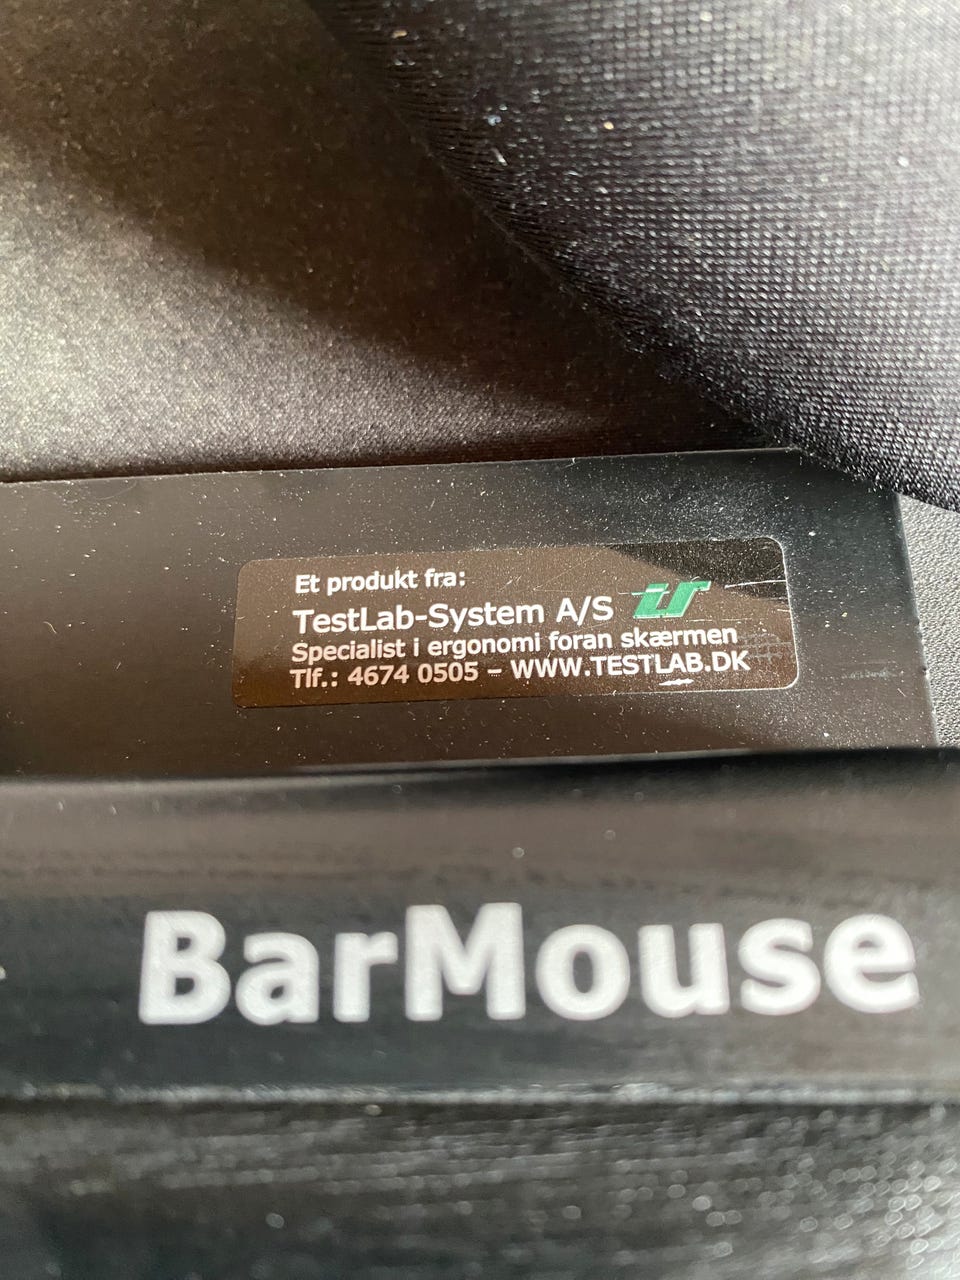 Et produkt fra:
TestLab-System A/S
Specialist i ergonomi foran skærmen
Tlf.: 4674 0505 - WWW.TESTLAB.DK
BarMouse